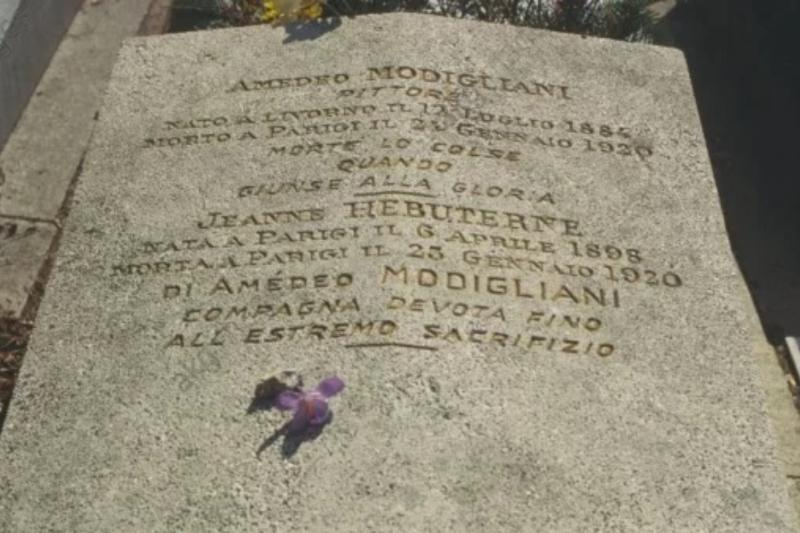 AMEDEO MODIGLIANI
PITTORE
NATO A LIVORNO IL 12 LUGLIO 1884
MORTO A PARIGI IL 24 GENNAIO 1920
MORTE LO COLSE
QUANDO
GIUNSE ALLA GLORIA
JEANNE HEBUTERNE
NATA A PARIGI IL 6 APRILE 1898
MORTA A PARIGI IL 25 GENNAIO 1920
DI AMEDEO MODIGLIANI
COMPAGNA DEVOTA FINO
ALL ESTREMO SACRIFIZIO